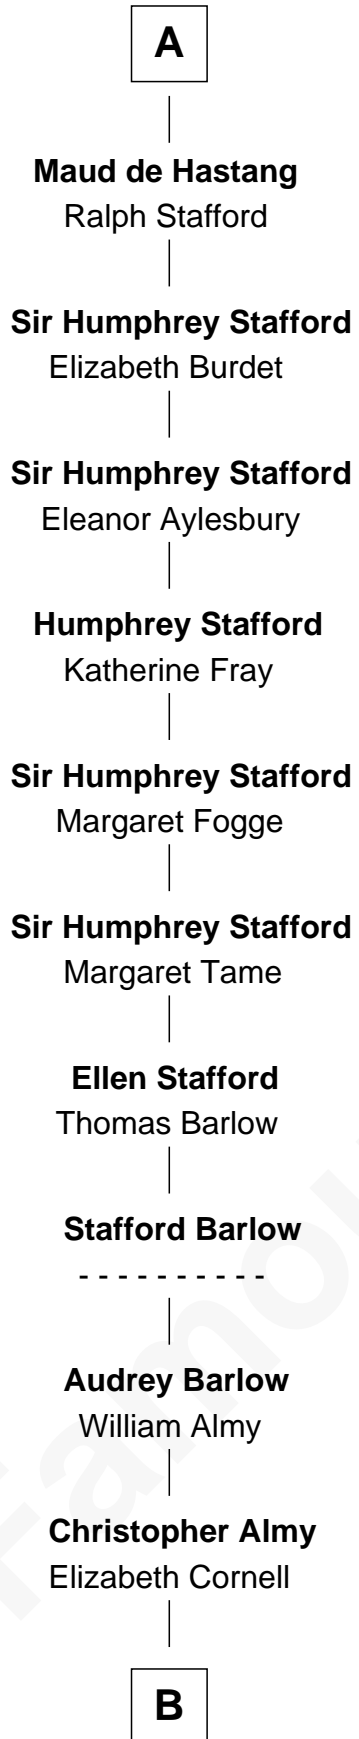 A
Maud de Hastang
Ralph Stafford
Sir Humphrey Stafford
Elizabeth Burdet
Sir Humphrey Stafford
Eleanor Aylesbury
Humphrey Stafford
Katherine Fray
Sir Humphrey Stafford
Margaret Fogge
Sir Humphrey Stafford
Margaret Tame
Ellen Stafford
Thomas Barlow
Stafford Barlow
- - - - - - - - - -
Audrey Barlow
William Almy
Christopher Almy
Elizabeth Cornell
B